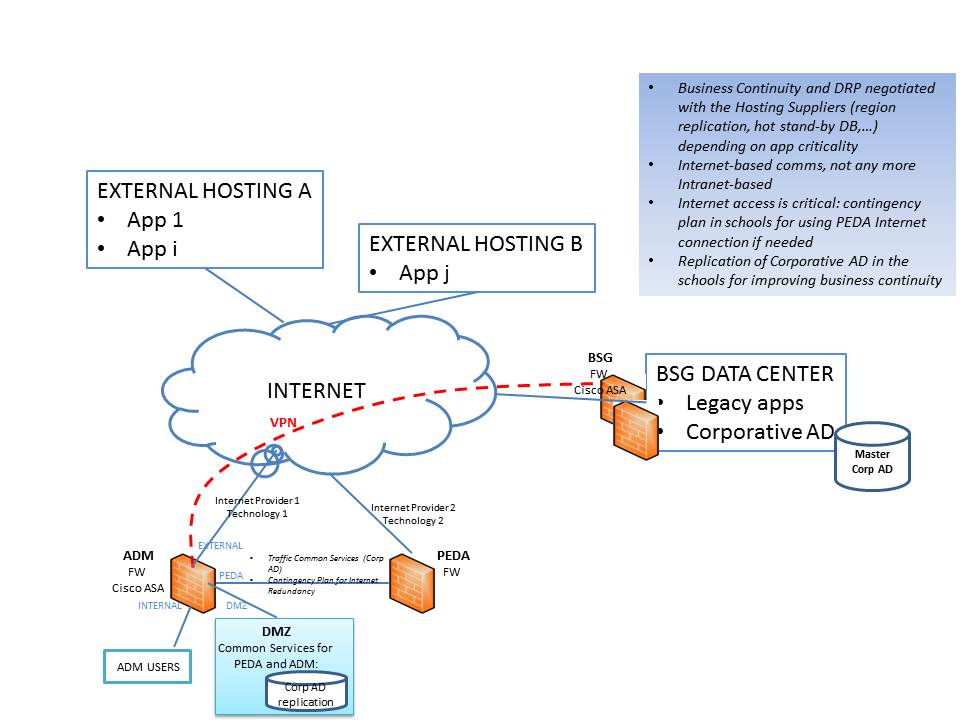 • Business Continuity and DRP negotiated
with the Hosting Suppliers (region
replication, hot stand-by DB,...)
depending on app criticality
• Internet-based comms, not any more
Intranet-based
• Internet access is critical: contingency
plan in schools for using PEDA Internet
connection if needed
• Replication of Corporative AD in the
schools for improving business continuity
EXTERNAL HOSTING A
• App 1
• App i
EXTERNAL HOSTING B
• App j
INTERNET
VPN
BSG
FW
Cisco ASA
BSG DATA CENTER
• Legacy apps
• Corporative AD
Master
Corp AD
Internet Provider 1
Technology 1
Internet Provider 2
Technology 2
EXTERNAL
ADM
FW
Cisco ASA
• Traffic Common Services (Corp
AD)
• Contingency Plan for Internet
Redundancy
PEDA
FW
PEDA
INTERNAL
DMZ
ADM USERS
DMZ
Common Services for
PEDA and ADM:
Corp AD
replication